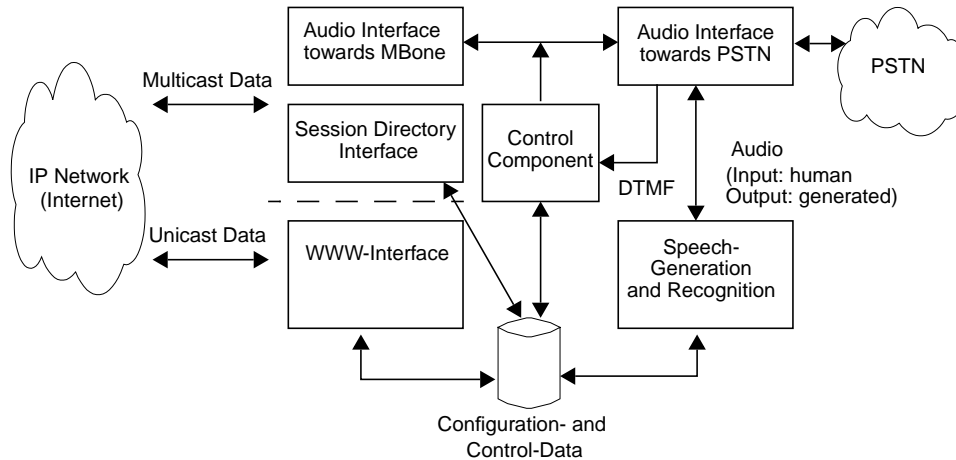 Audio Interface
towards MBone
Audio Interface
towards PSTN
PSTN
Multicast Data
Session Directory
Interface
Control
Component
DTMF
Audio
(Input: human
Output: generated)
IP Network
(Internet)
Unicast Data
WWW-Interface
Speech-
Generation
and Recognition
Configuration- and
Control-Data